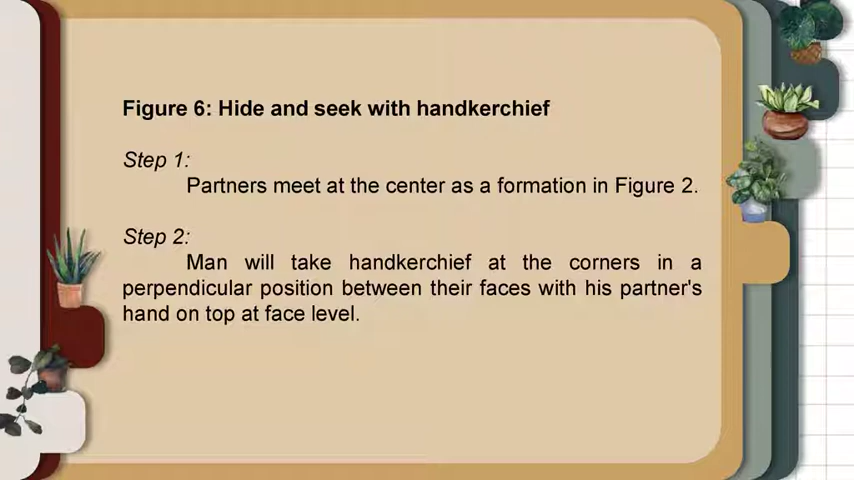 Figure 6: Hide and seek with handkerchief
Step 1:
Partners meet at the center as a formation in Figure 2.
Step 2:
Man will take handkerchief at the corners in a
perpendicular position between their faces with his partner's
hand on top at face level.